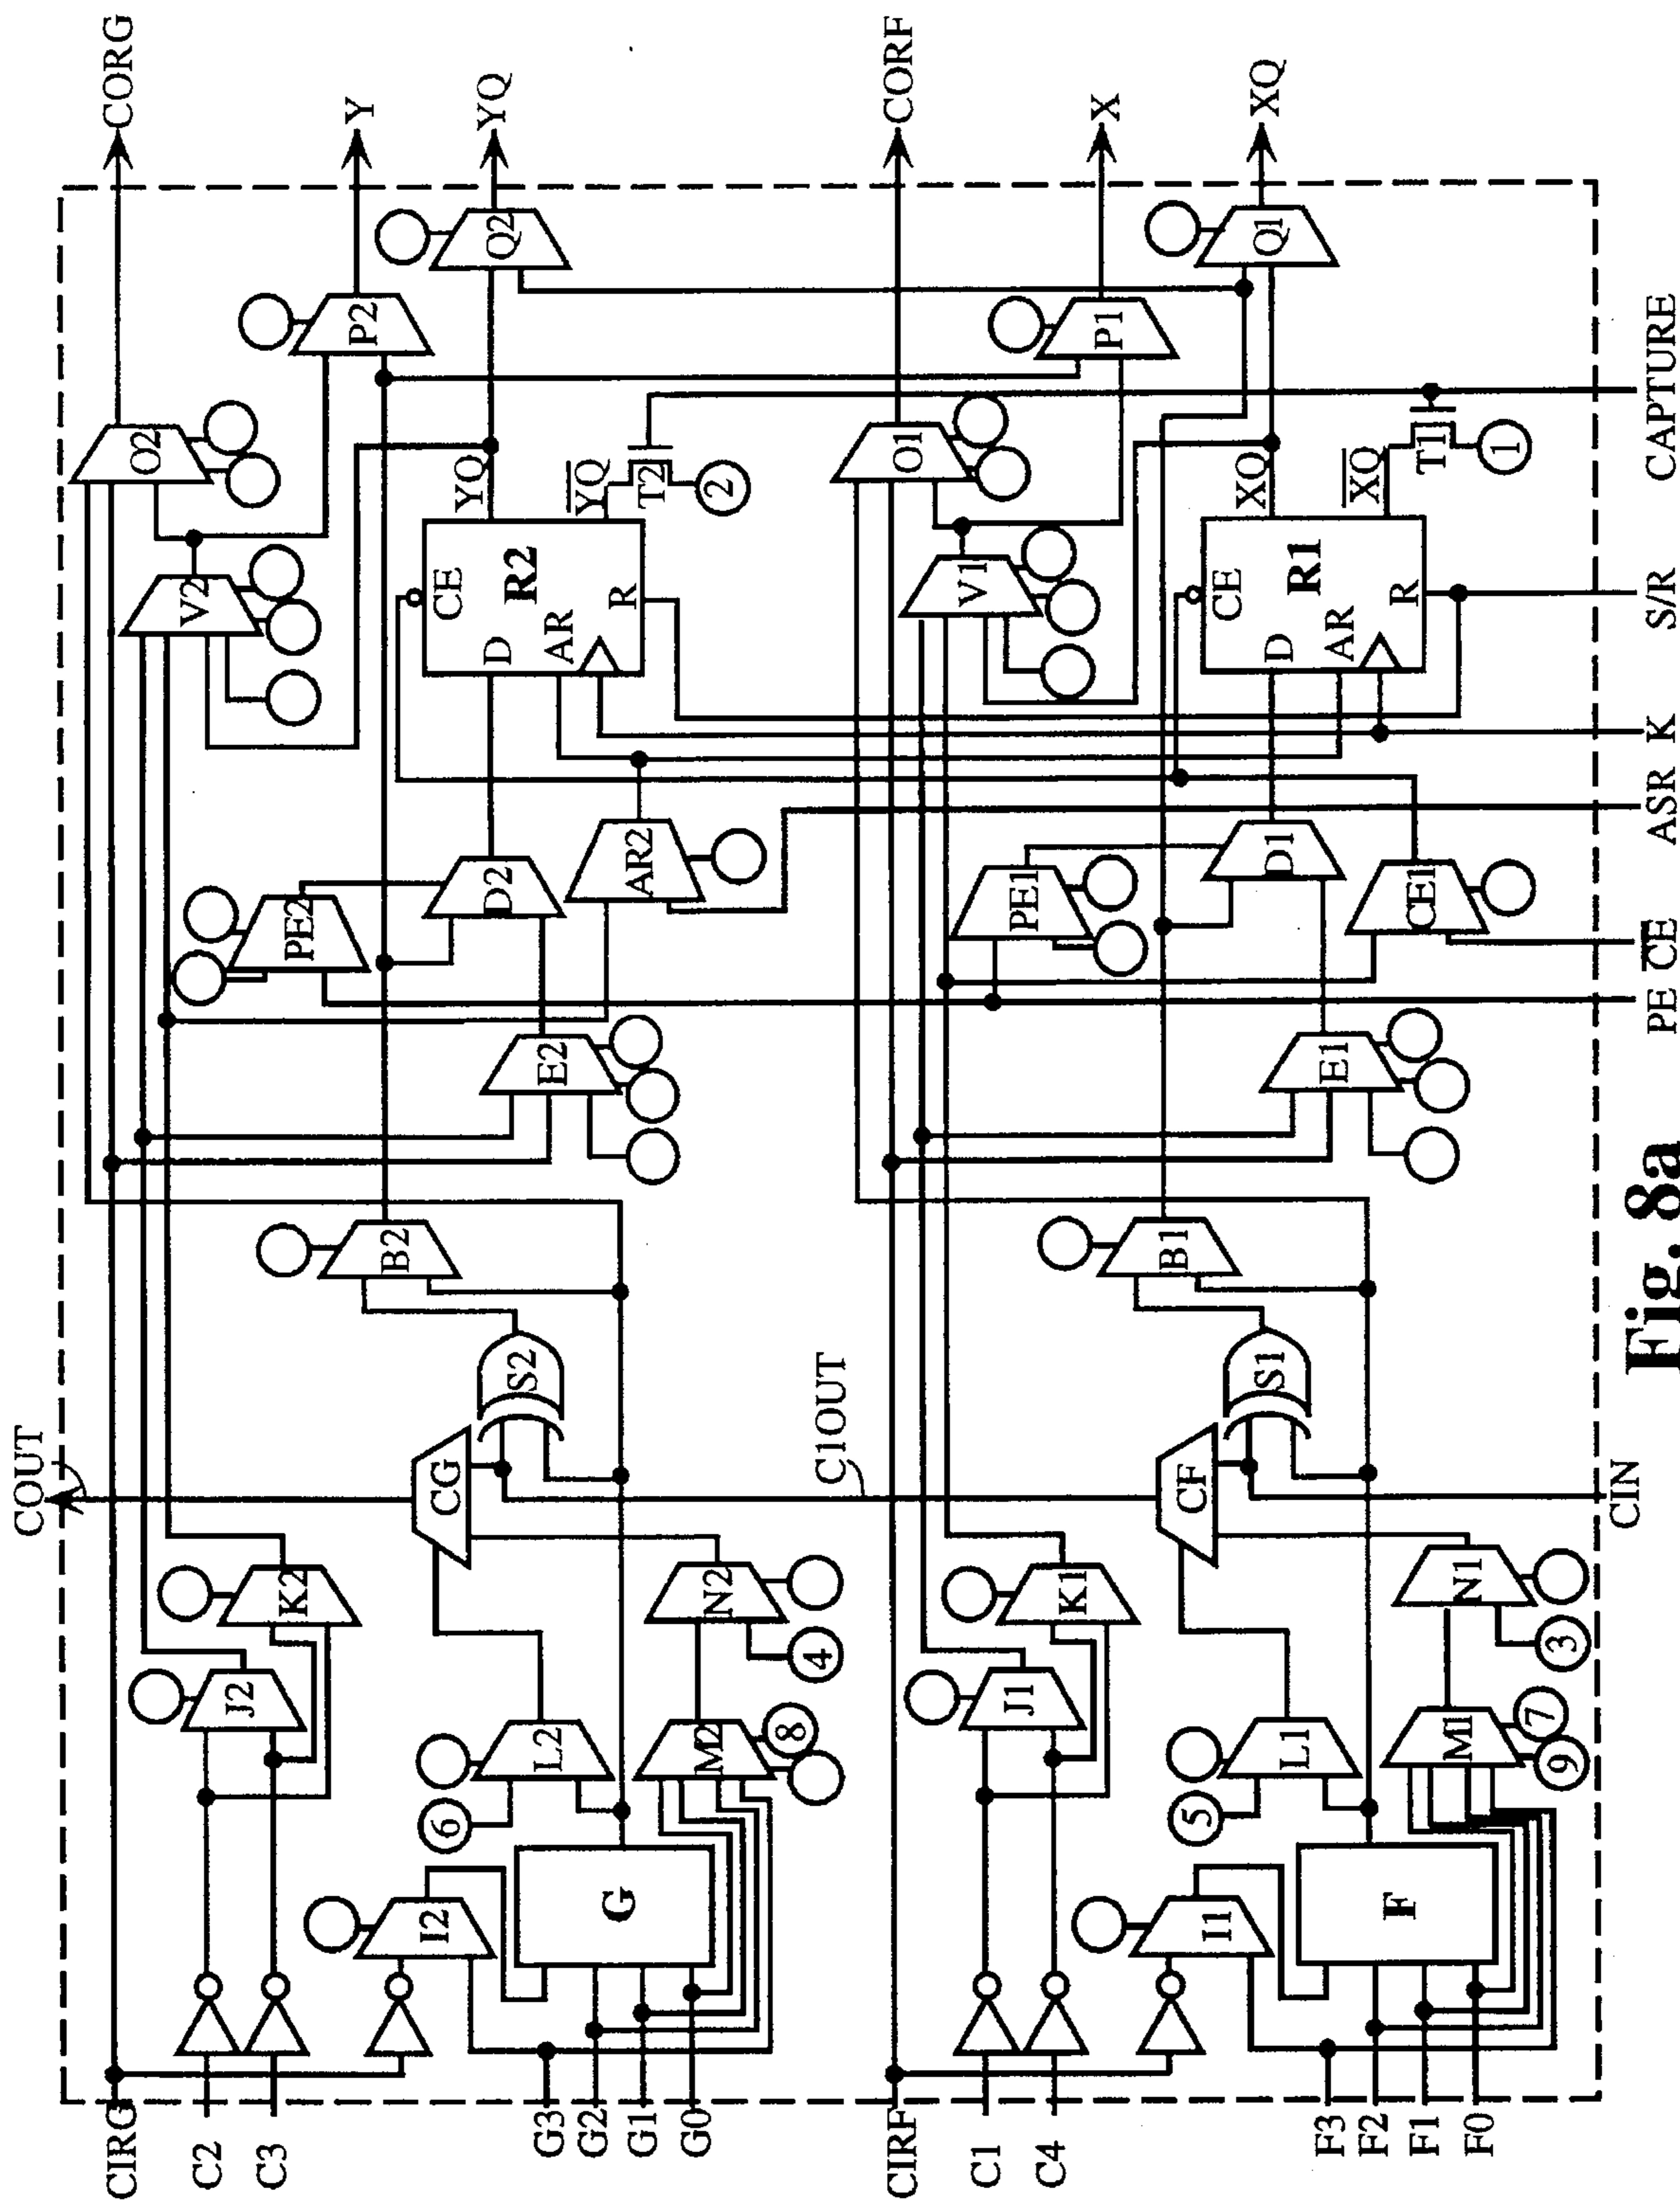 COUT
CORG
Y
YQ
CORF
X
XQ
CIRG
C2
C3
G3
G2
G1
G0
CIRF
C1
C4
F3
F2
F1
F0
CIN
PE
C̅E̅
ASR
K
S/R
CAPTURE
C1OUT
J2
K2
I2
G
L2
6
M2
8
N2
4
CG
S2
B2
E2
PE2
D2
AR2
V2
O2
P2
Q2
R2
D
CE
AR
R
YQ
Y̅Q̅
T2
2
J1
K1
I1
F
L1
5
M1
9
7
N1
3
CF
S1
B1
E1
PE1
D1
CE1
V1
O1
P1
Q1
R1
D
AR
R
XQ
X̅Q̅
T1
1
Fig. 8a